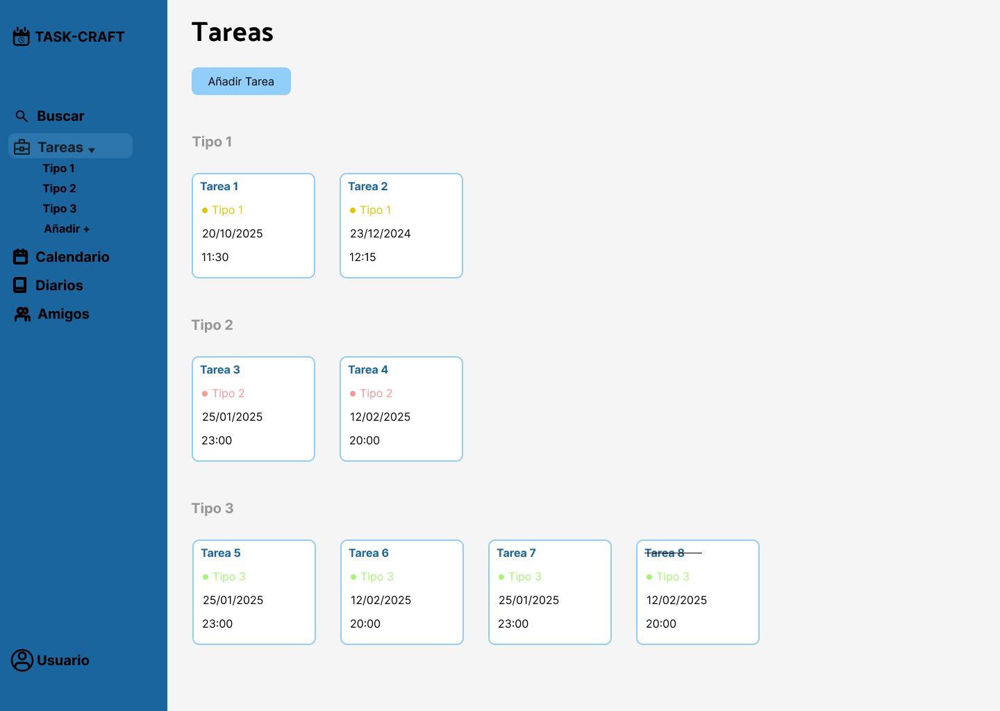 TASK-CRAFT
Buscar
Tareas
Tipo 1
Tipo 2
Tipo 3
Añadir +
Calendario
Diarios
Amigos
Usuario
Tareas
Añadir Tarea
Tipo 1
Tarea 1
Tipo 1
20/10/2025
11:30
Tarea 2
Tipo 1
23/12/2024
12:15
Tipo 2
Tarea 3
Tipo 2
25/01/2025
23:00
Tarea 4
Tipo 2
12/02/2025
20:00
Tipo 3
Tarea 5
Tipo 3
25/01/2025
23:00
Tarea 6
Tipo 3
12/02/2025
20:00
Tarea 7
Tipo 3
25/01/2025
23:00
Tarea 8
Tipo 3
12/02/2025
20:00